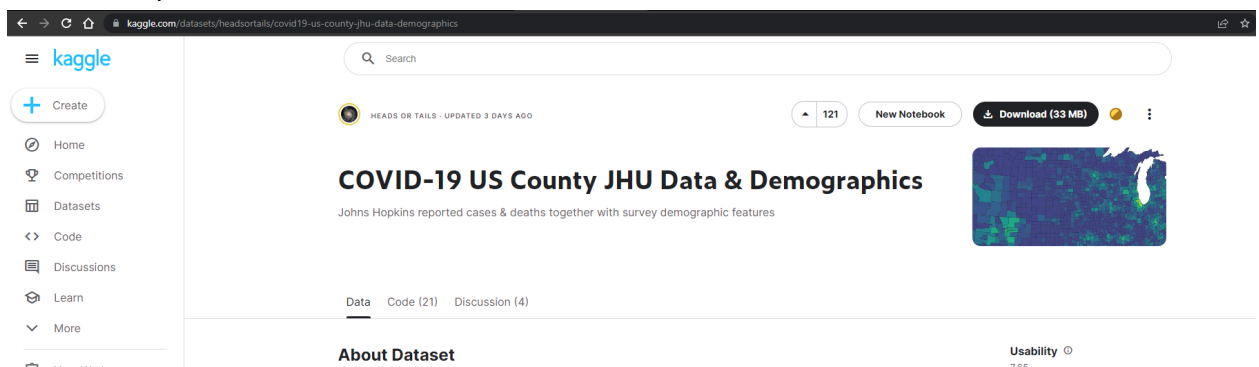 kaggle.com/datasets/headsortails/covid19-us-county-jhu-data-demographics
kaggle
Search
Create
HEADS OR TAILS · UPDATED 3 DAYS AGO
121
New Notebook
Download (33 MB)
Home
Competitions
Datasets
Code
Discussions
Learn
More
COVID-19 US County JHU Data & Demographics
Johns Hopkins reported cases & deaths together with survey demographic features
Data Code (21) Discussion (4)
About Dataset
Usability